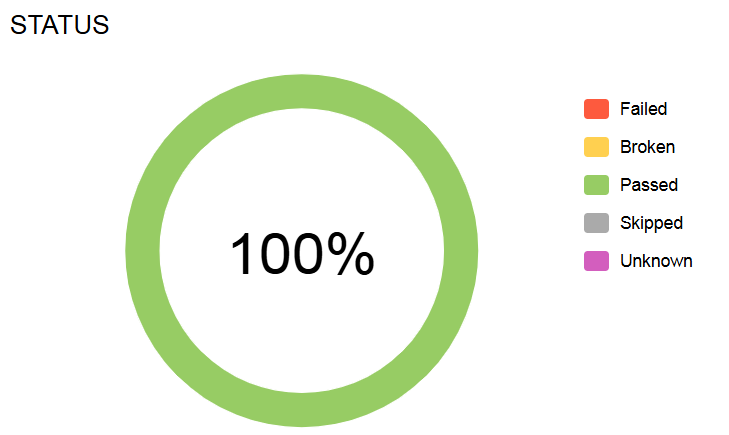 STATUS
100%
Failed
Broken
Passed
Skipped
Unknown